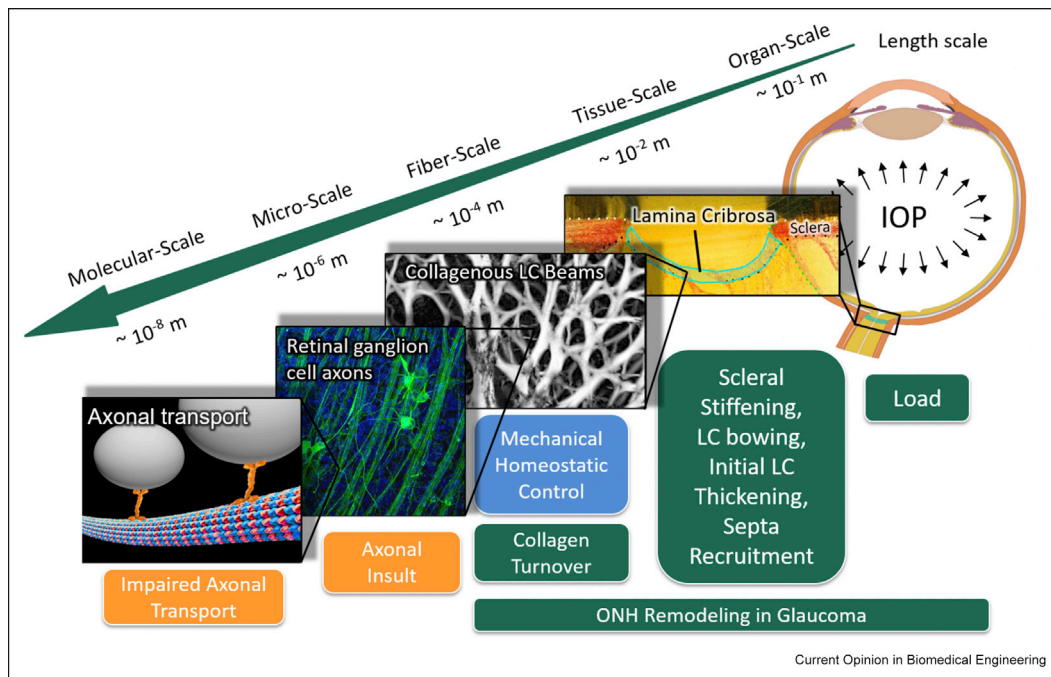 Length scale
Organ-Scale
~ 10⁻¹ m
Tissue-Scale
~ 10⁻² m
Fiber-Scale
~ 10⁻⁴ m
Micro-Scale
~ 10⁻⁶ m
Molecular-Scale
~ 10⁻⁸ m
IOP
Lamina Cribrosa
Sclera
Collagenous LC Beams
Retinal ganglion
cell axons
Axonal transport
Load
Scleral
Stiffening,
LC bowing,
Initial LC
Thickening,
Septa
Recruitment
Mechanical
Homeostatic
Control
Collagen
Turnover
Axonal
Insult
Impaired Axonal
Transport
ONH Remodeling in Glaucoma
Current Opinion in Biomedical Engineering